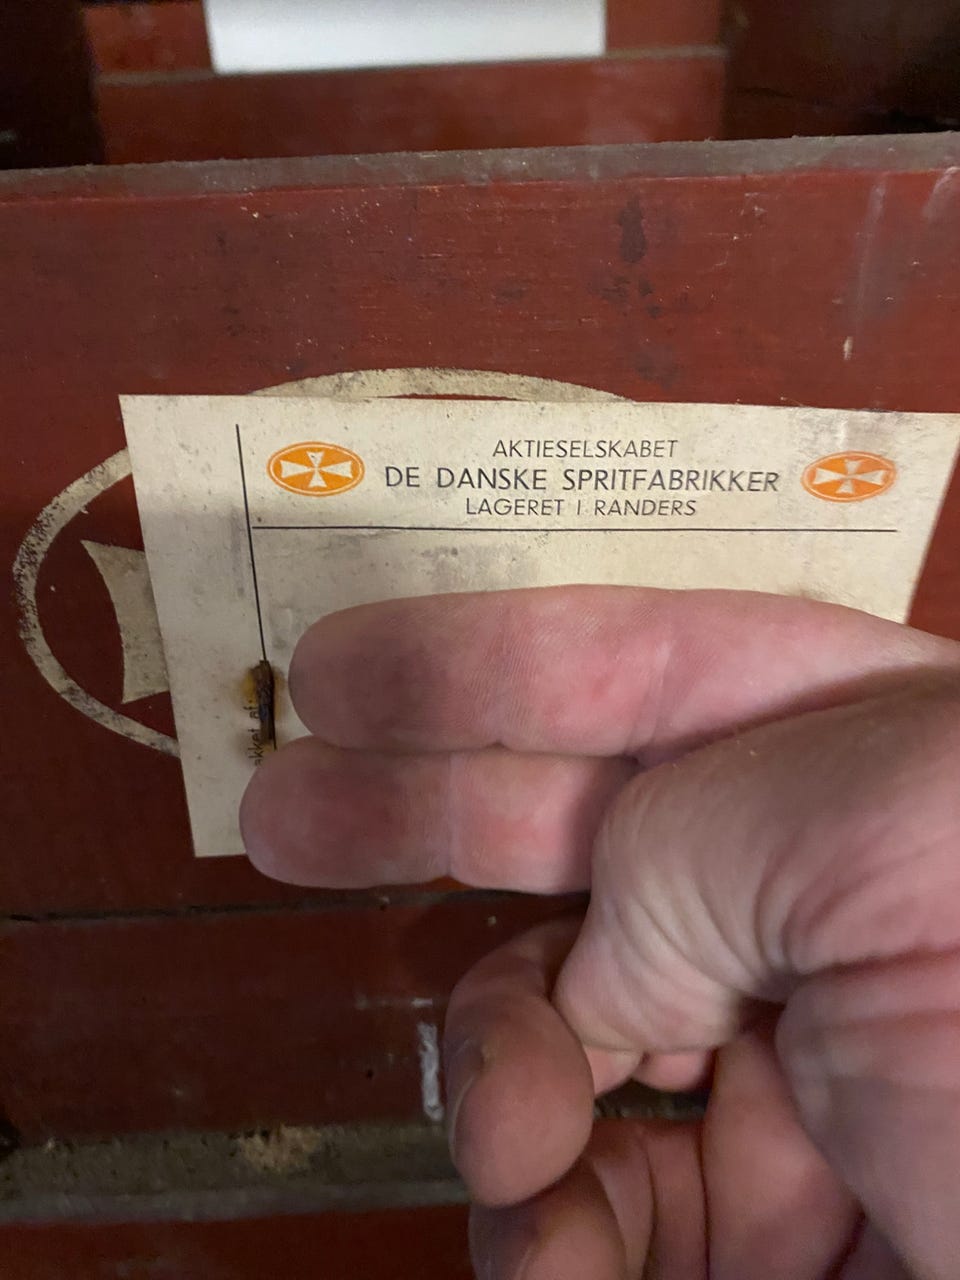 AKTIESELSKABET
DE DANSKE SPRITFABRIKKER
LAGERET I RANDERS